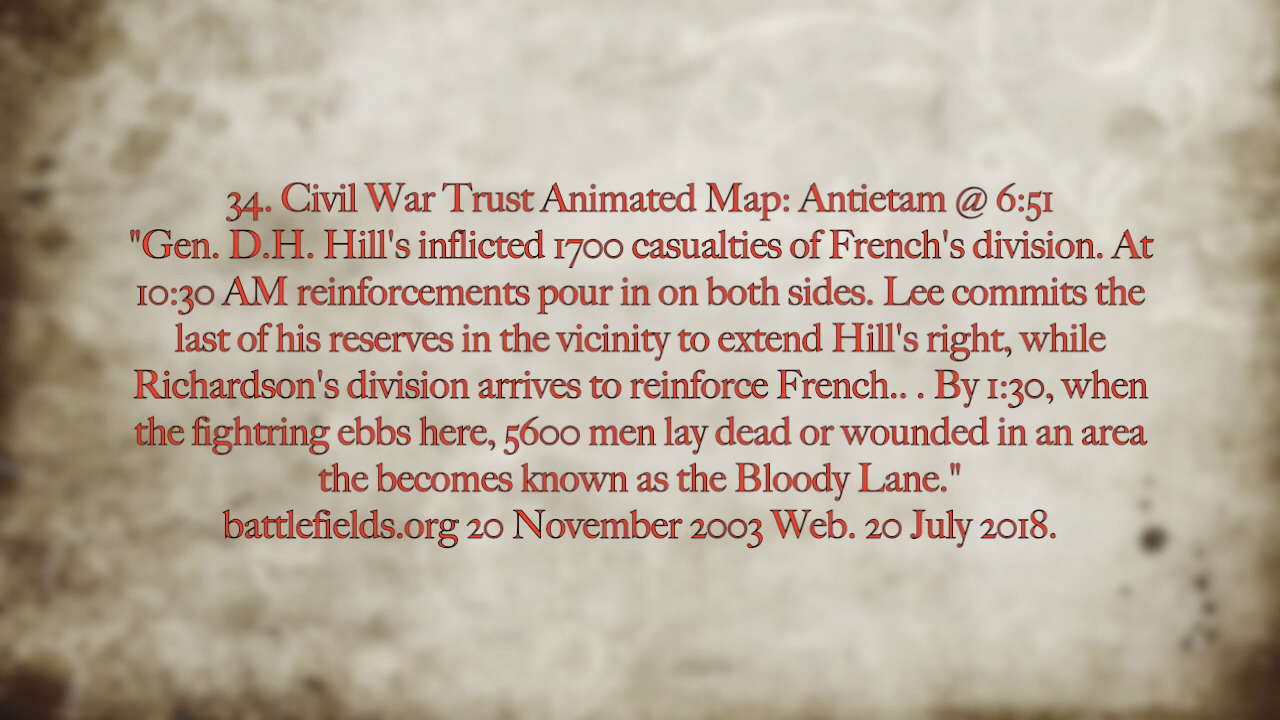 34. Civil War Trust Animated Map: Antietam @ 6:51
"Gen. D.H. Hill's inflicted 1700 casualties of French's division. At
10:30 AM reinforcements pour in on both sides. Lee commits the
last of his reserves in the vicinity to extend Hill's right, while
Richardson's division arrives to reinforce French.. . By 1:30, when
the fightring ebbs here, 5600 men lay dead or wounded in an area
the becomes known as the Bloody Lane."
battlefields.org 20 November 2003 Web. 20 July 2018.